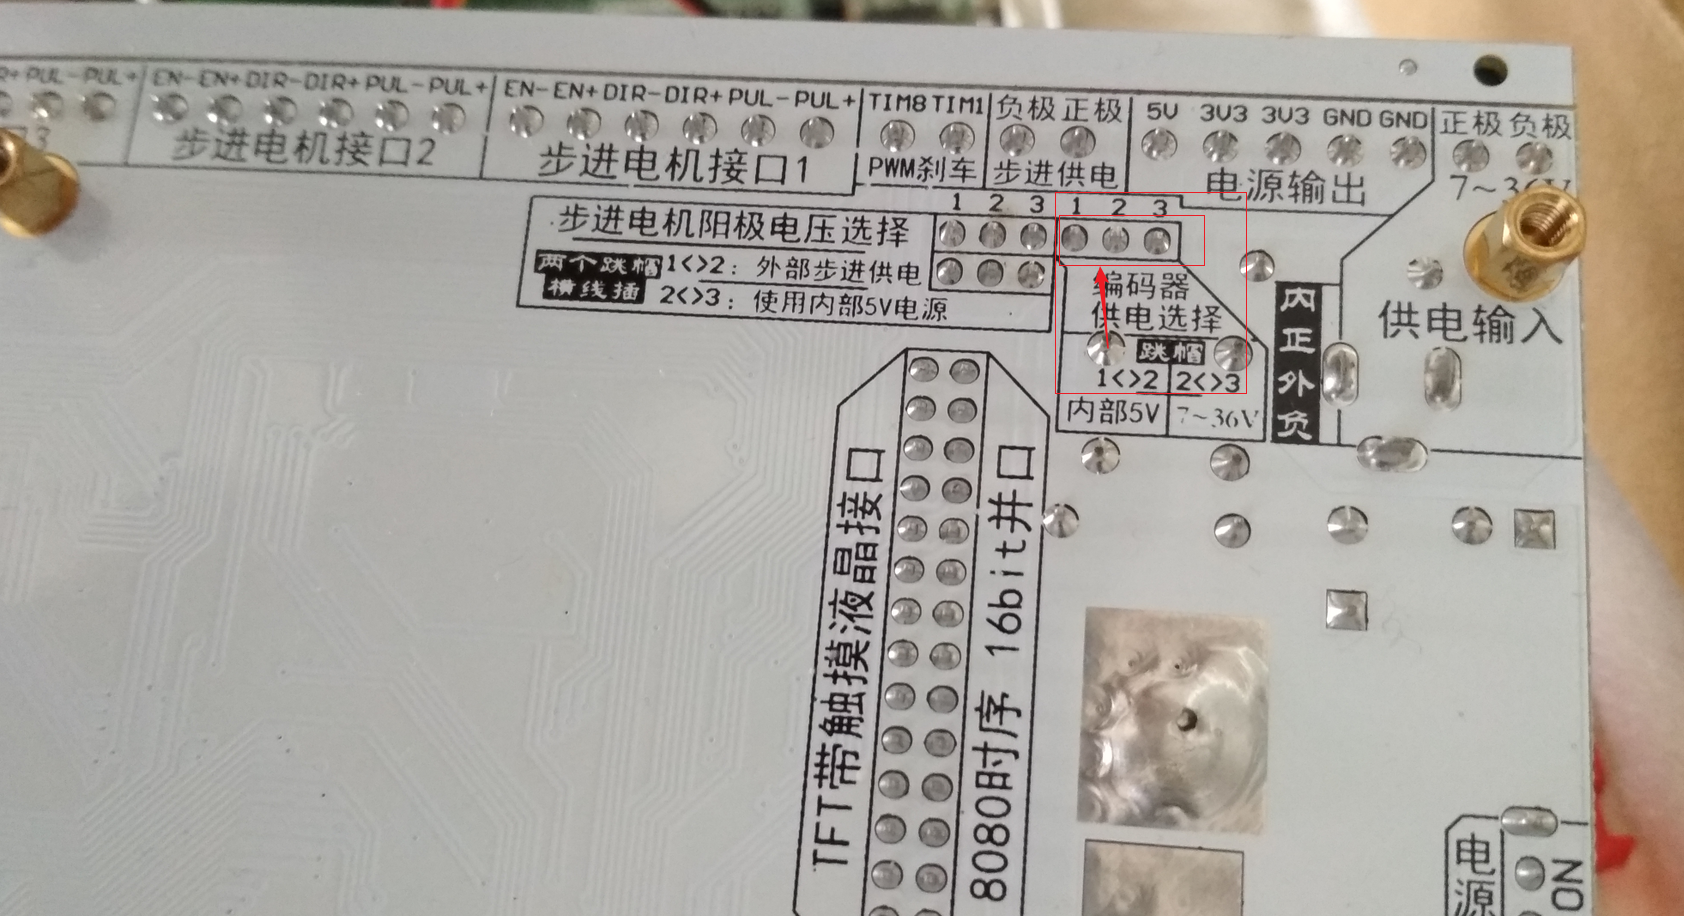 R+ PUL- PUL+
口3
EN- EN+ DIR- DIR+ PUL- PUL+
步进电机接口2
EN- EN+ DIR- DIR+ PUL- PUL+
步进电机接口1
TIM8 TIM1
PWM刹车
负极 正极
步进供电
5V 3V3 3V3 GND GND
电源输出
正极 负极
7~36V
供电输入
内正外负
1 2 3
步进电机阳极电压选择
两个跳帽
横线插
1<>2: 外部步进供电
2<>3: 使用内部5V电源
1 2 3
编码器
供电选择
跳帽
1<>2 2<>3
内部5V 7~36V
TFT带触摸液晶接口
8080时序 16bit并口
电源
ON